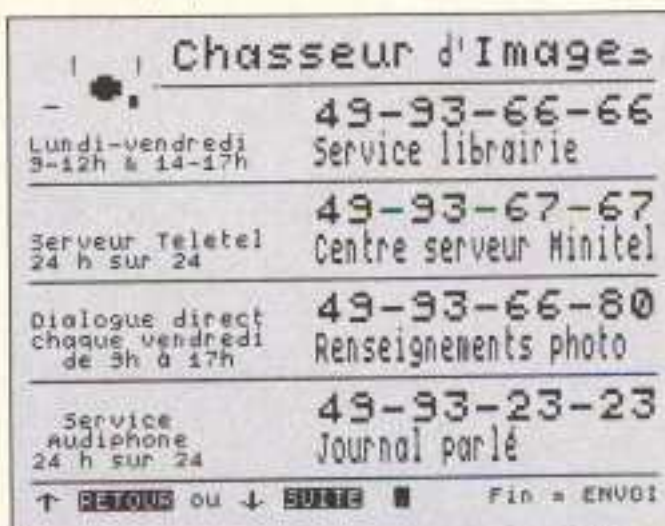 Chasseur d'Images
49-93-66-66
Lundi-vendredi
9-12h & 14-17h
Service librairie
49-93-67-67
Serveur Teletel
24 h sur 24
Centre serveur Minitel
49-93-66-80
Dialogue direct
chaque vendredi
de 9h à 17h
Renseignements photo
49-93-23-23
Service
Audiphone
24 h sur 24
Journal parlé
↑ RETOUR ou ↓ SUITE
Fin = ENVOI